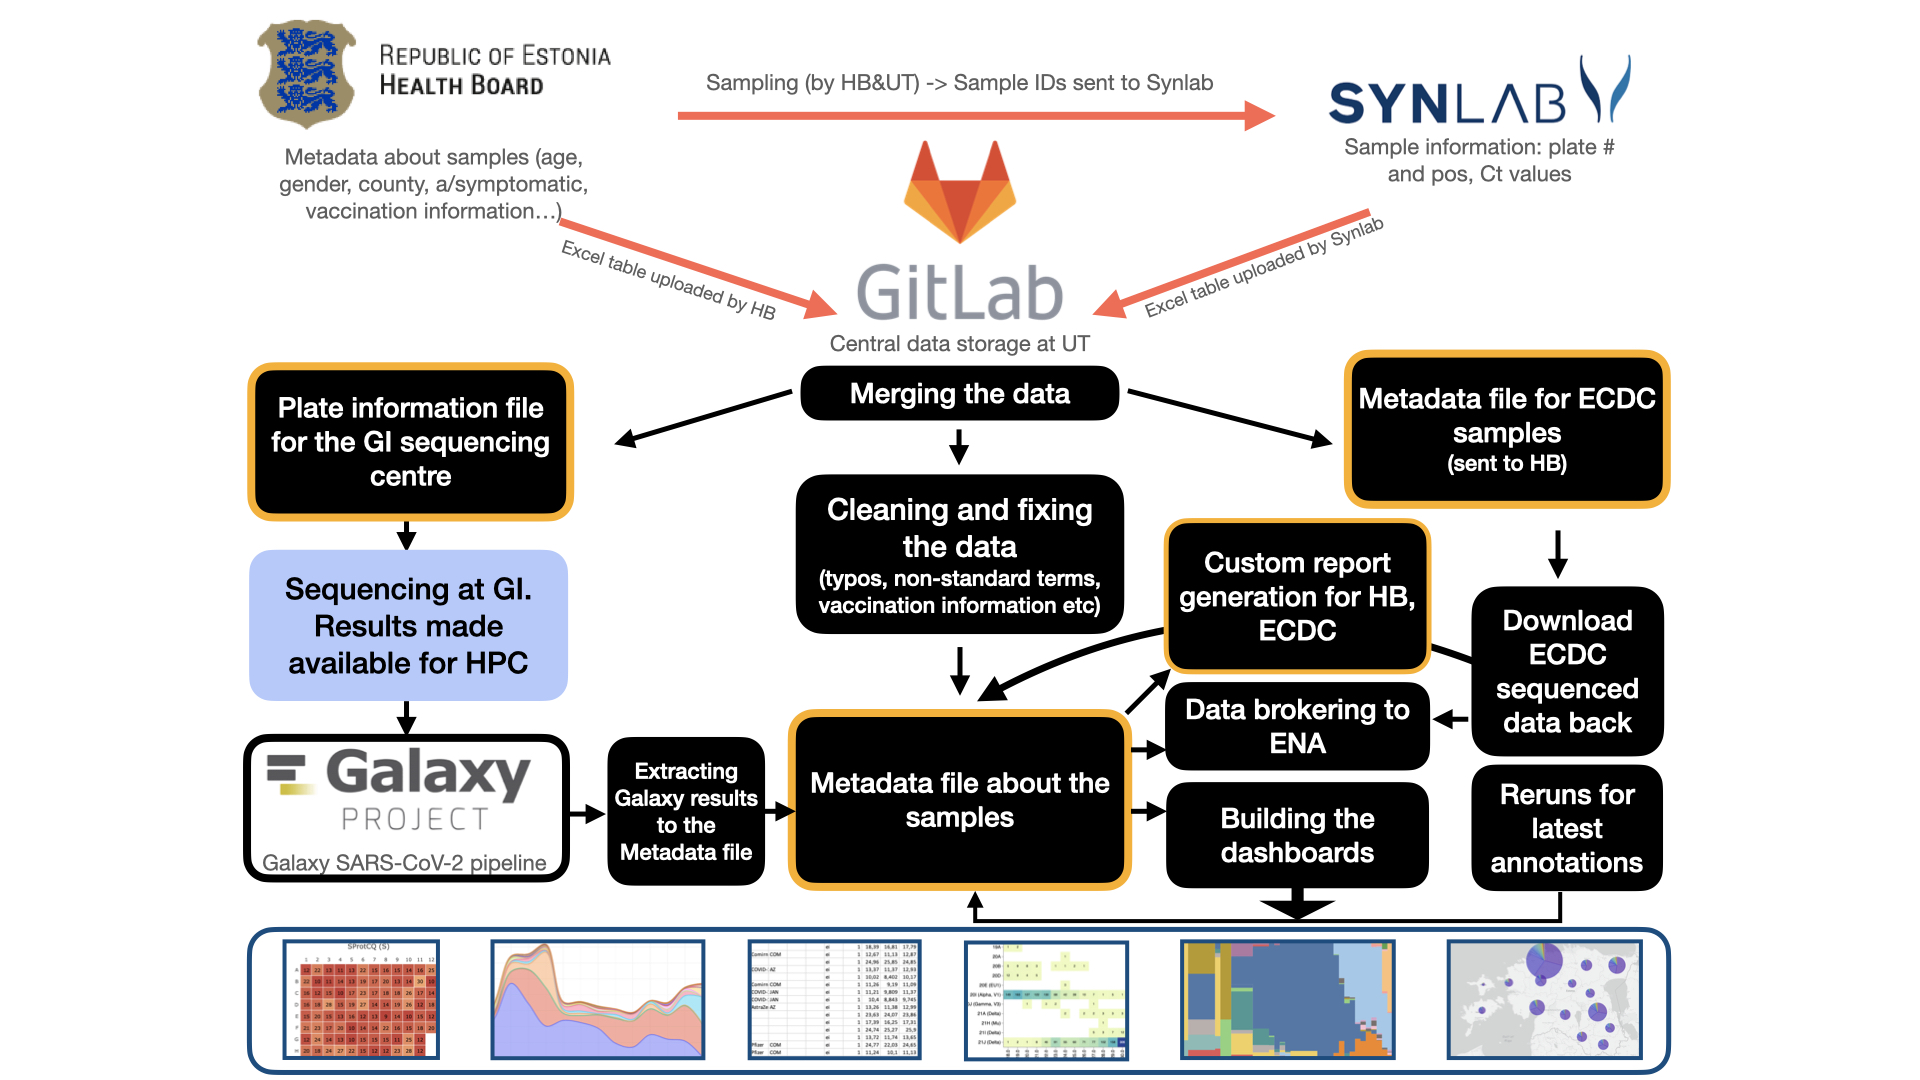 REPUBLIC OF ESTONIA
HEALTH BOARD
Sampling (by HB&UT) -> Sample IDs sent to Synlab
SYNLAB
Metadata about samples (age,
gender, county, a/symptomatic,
vaccination information…)
Sample information: plate #
and pos, Ct values
Excel table uploaded by HB
Excel table uploaded by Synlab
GitLab
Central data storage at UT
Merging the data
Plate information file
for the GI sequencing
centre
Metadata file for ECDC
samples
(sent to HB)
Cleaning and fixing
the data
(typos, non-standard terms,
vaccination information etc)
Custom report
generation for HB,
ECDC
Sequencing at GI.
Results made
available for HPC
Download
ECDC
sequenced
data back
Data brokering to
ENA
Galaxy
PROJECT
Galaxy SARS-CoV-2 pipeline
Extracting
Galaxy results
to the
Metadata file
Metadata file about the
samples
Building the
dashboards
Reruns for
latest
annotations
SProtCQ (S)